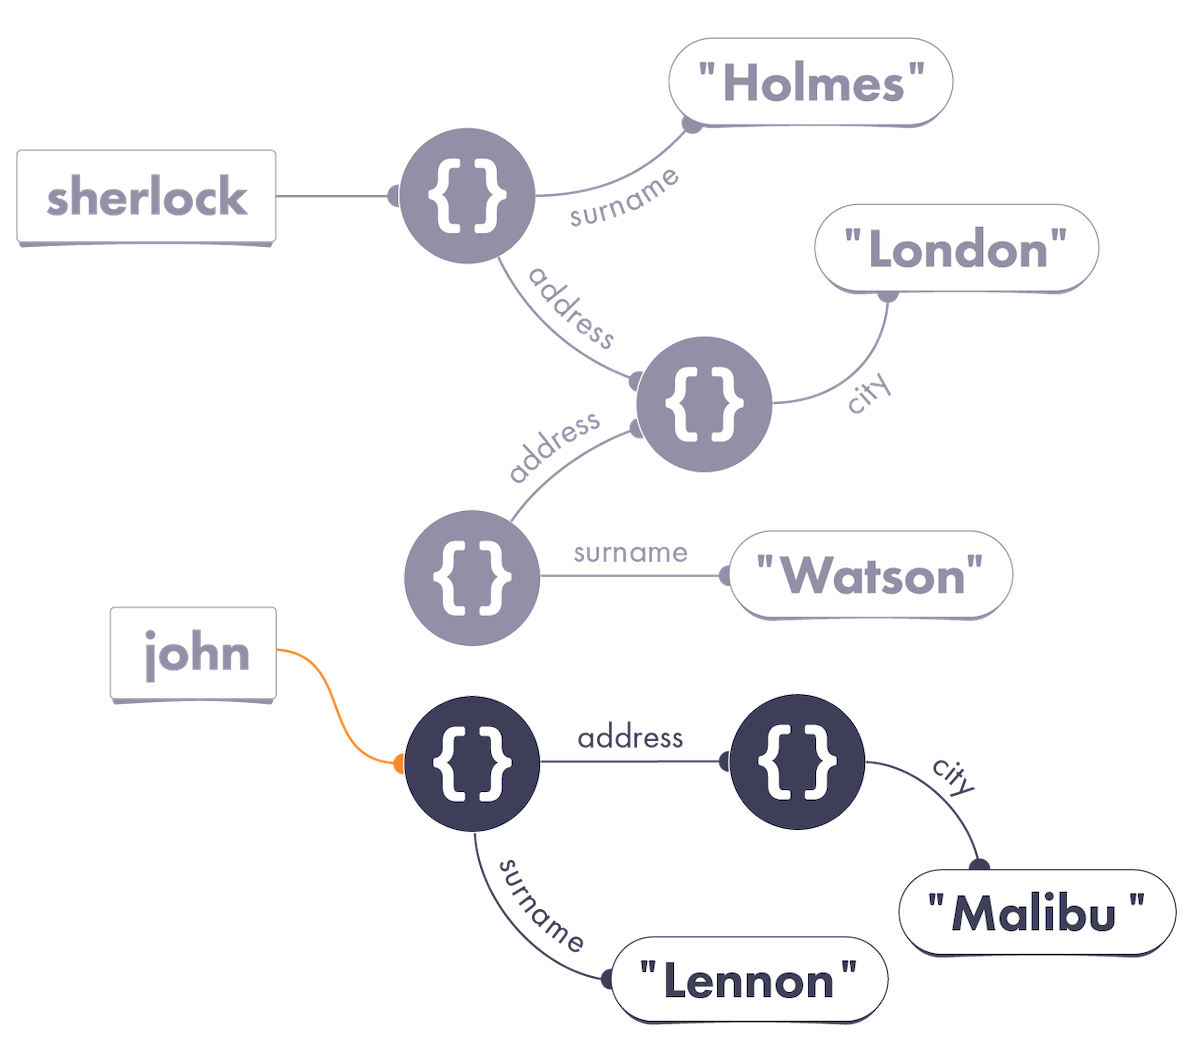 "Holmes"
sherlock
{}
surname
"London"
address
{}
city
address
{}
surname
"Watson"
john
{}
address
{}
city
surname
"Malibu "
"Lennon"